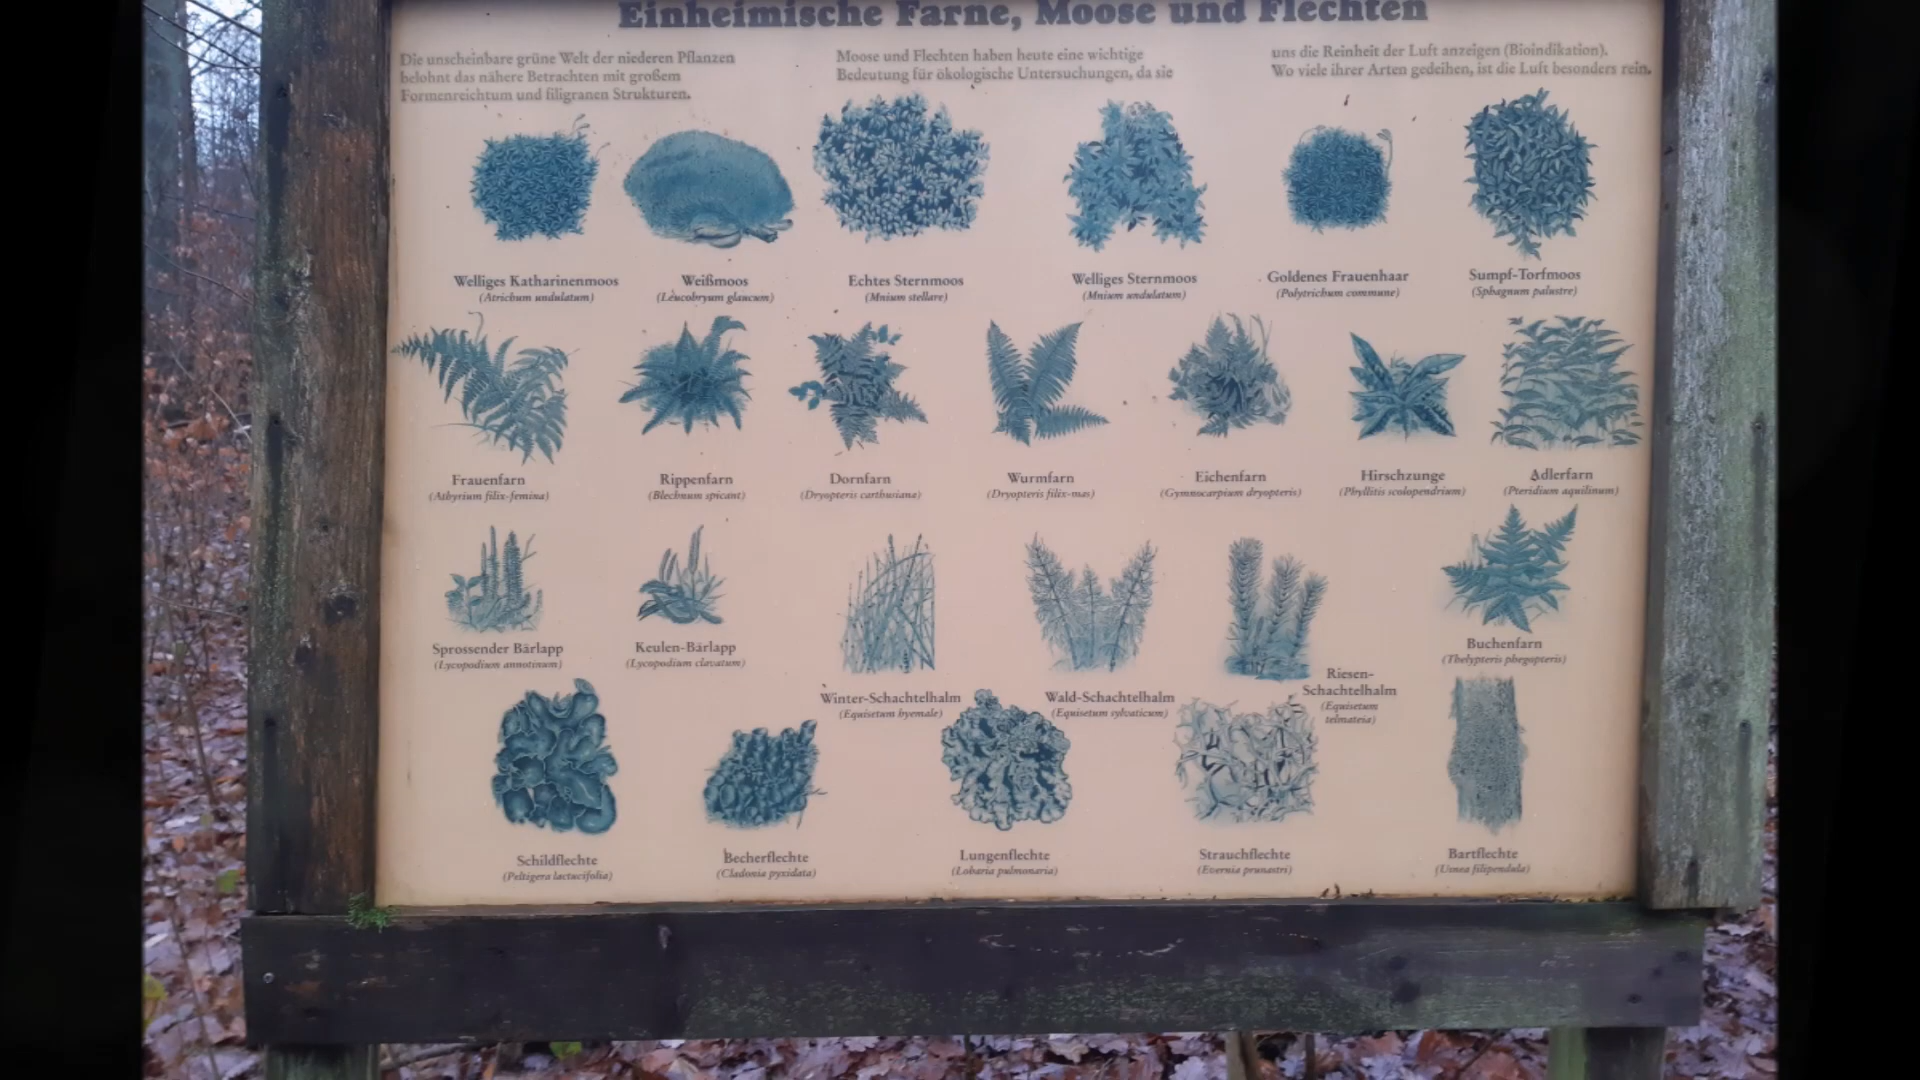 Einheimische Farne, Moose und Flechten
Die unscheinbare grüne Welt der niederen Pflanzen
belohnt das nähere Betrachten mit großem
Formenreichtum und filigranen Strukturen.
Moose und Flechten haben heute eine wichtige
Bedeutung für ökologische Untersuchungen, da sie
uns die Reinheit der Luft anzeigen (Bioindikation).
Wo viele ihrer Arten gedeihen, ist die Luft besonders rein.
Welliges Katharinenmoos
(Atrichum undulatum)
Weißmoos
(Leucobryum glaucum)
Echtes Sternmoos
(Mnium stellare)
Welliges Sternmoos
(Mnium undulatum)
Goldenes Frauenhaar
(Polytrichum commune)
Sumpf-Torfmoos
(Sphagnum palustre)
Frauenfarn
(Athyrium filix-femina)
Rippenfarn
(Blechnum spicant)
Dornfarn
(Dryopteris carthusiana)
Wurmfarn
(Dryopteris filix-mas)
Eichenfarn
(Gymnocarpium dryopteris)
Hirschzunge
(Phyllitis scolopendrium)
Adlerfarn
(Pteridium aquilinum)
Sprossender Bärlapp
(Lycopodium annotinum)
Keulen-Bärlapp
(Lycopodium clavatum)
Winter-Schachtelhalm
(Equisetum hyemale)
Wald-Schachtelhalm
(Equisetum sylvaticum)
Riesen-
Schachtelhalm
(Equisetum
telmateia)
Buchenfarn
(Thelypteris phegopteris)
Schildflechte
(Peltigera lactucifolia)
Becherflechte
(Cladonia pyxidata)
Lungenflechte
(Lobaria pulmonaria)
Strauchflechte
(Evernia prunastri)
Bartflechte
(Usnea filipendula)